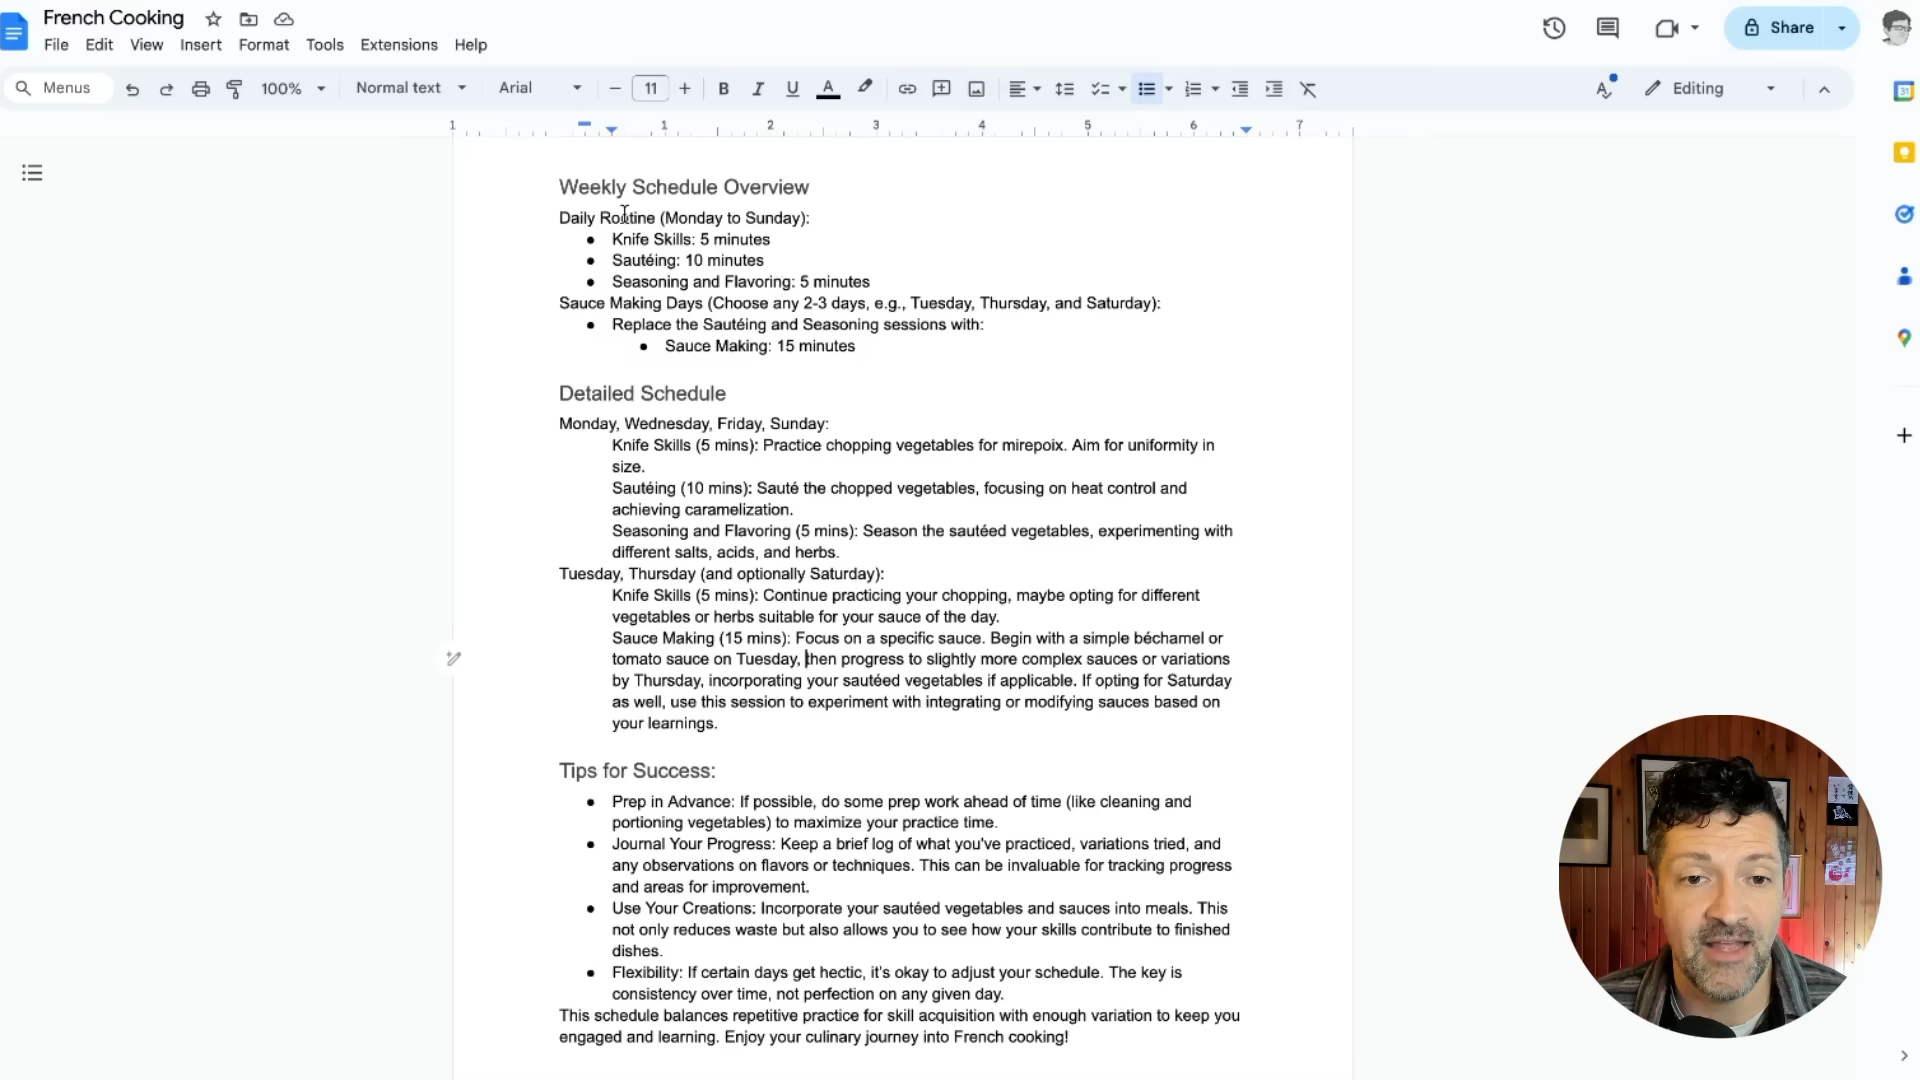 French Cooking
File Edit View Insert Format Tools Extensions Help
Share
Menus 100% Normal text Arial 11 Editing
1 1 2 3 4 5 6 7
31
Weekly Schedule Overview
Daily Routine (Monday to Sunday):
● Knife Skills: 5 minutes
● Sautéing: 10 minutes
● Seasoning and Flavoring: 5 minutes
Sauce Making Days (Choose any 2-3 days, e.g., Tuesday, Thursday, and Saturday):
● Replace the Sautéing and Seasoning sessions with:
● Sauce Making: 15 minutes
Detailed Schedule
Monday, Wednesday, Friday, Sunday:
Knife Skills (5 mins): Practice chopping vegetables for mirepoix. Aim for uniformity in
size.
Sautéing (10 mins): Sauté the chopped vegetables, focusing on heat control and
achieving caramelization.
Seasoning and Flavoring (5 mins): Season the sautéed vegetables, experimenting with
different salts, acids, and herbs.
Tuesday, Thursday (and optionally Saturday):
Knife Skills (5 mins): Continue practicing your chopping, maybe opting for different
vegetables or herbs suitable for your sauce of the day.
Sauce Making (15 mins): Focus on a specific sauce. Begin with a simple béchamel or
tomato sauce on Tuesday, then progress to slightly more complex sauces or variations
by Thursday, incorporating your sautéed vegetables if applicable. If opting for Saturday
as well, use this session to experiment with integrating or modifying sauces based on
your learnings.
Tips for Success:
● Prep in Advance: If possible, do some prep work ahead of time (like cleaning and
portioning vegetables) to maximize your practice time.
● Journal Your Progress: Keep a brief log of what you've practiced, variations tried, and
any observations on flavors or techniques. This can be invaluable for tracking progress
and areas for improvement.
● Use Your Creations: Incorporate your sautéed vegetables and sauces into meals. This
not only reduces waste but also allows you to see how your skills contribute to finished
dishes.
● Flexibility: If certain days get hectic, it's okay to adjust your schedule. The key is
consistency over time, not perfection on any given day.
This schedule balances repetitive practice for skill acquisition with enough variation to keep you
engaged and learning. Enjoy your culinary journey into French cooking!